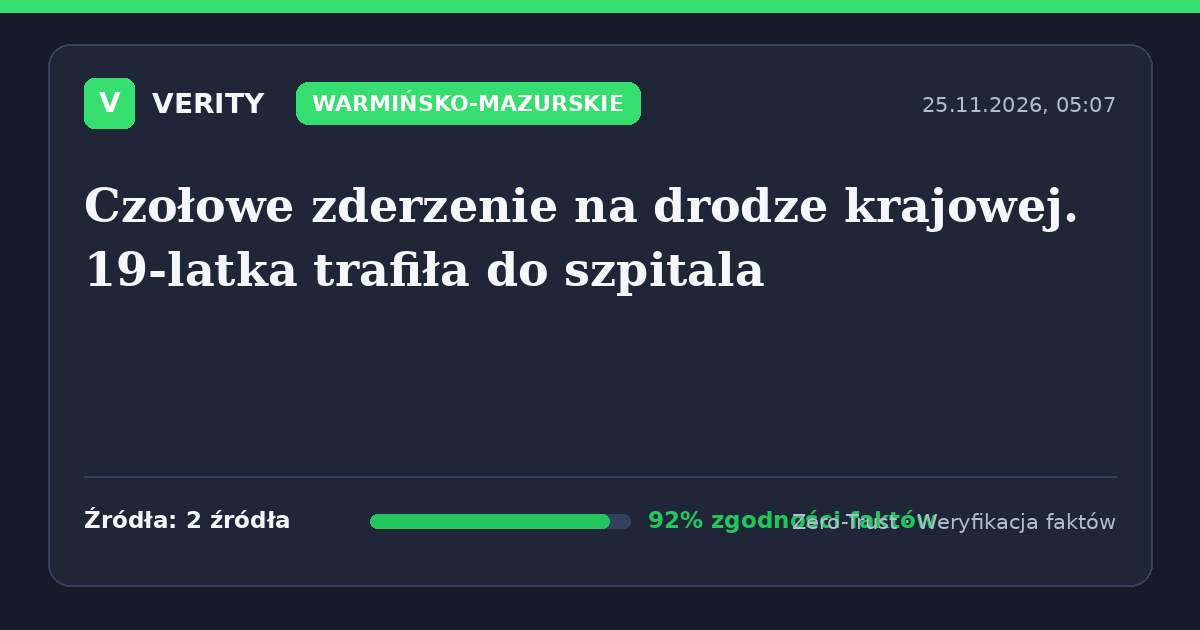 V VERITY WARMIŃSKO-MAZURSKIE 25.11.2026, 05:07
Czołowe zderzenie na drodze krajowej.
19-latka trafiła do szpitala
Źródła: 2 źródła 92% zgodności faktów Zero-Trust · Weryfikacja faktów